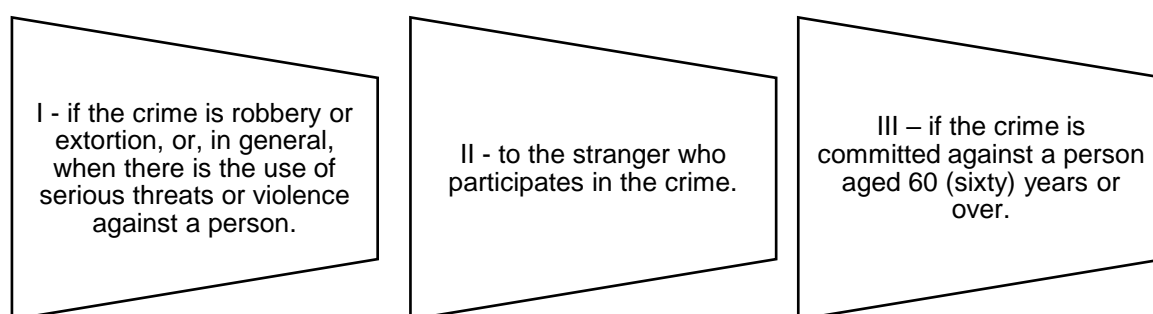 I - if the crime is robbery or
extortion, or, in general,
when there is the use of
serious threats or violence
against a person.
II - to the stranger who
participates in the crime.
III – if the crime is
committed against a person
aged 60 (sixty) years or
over.